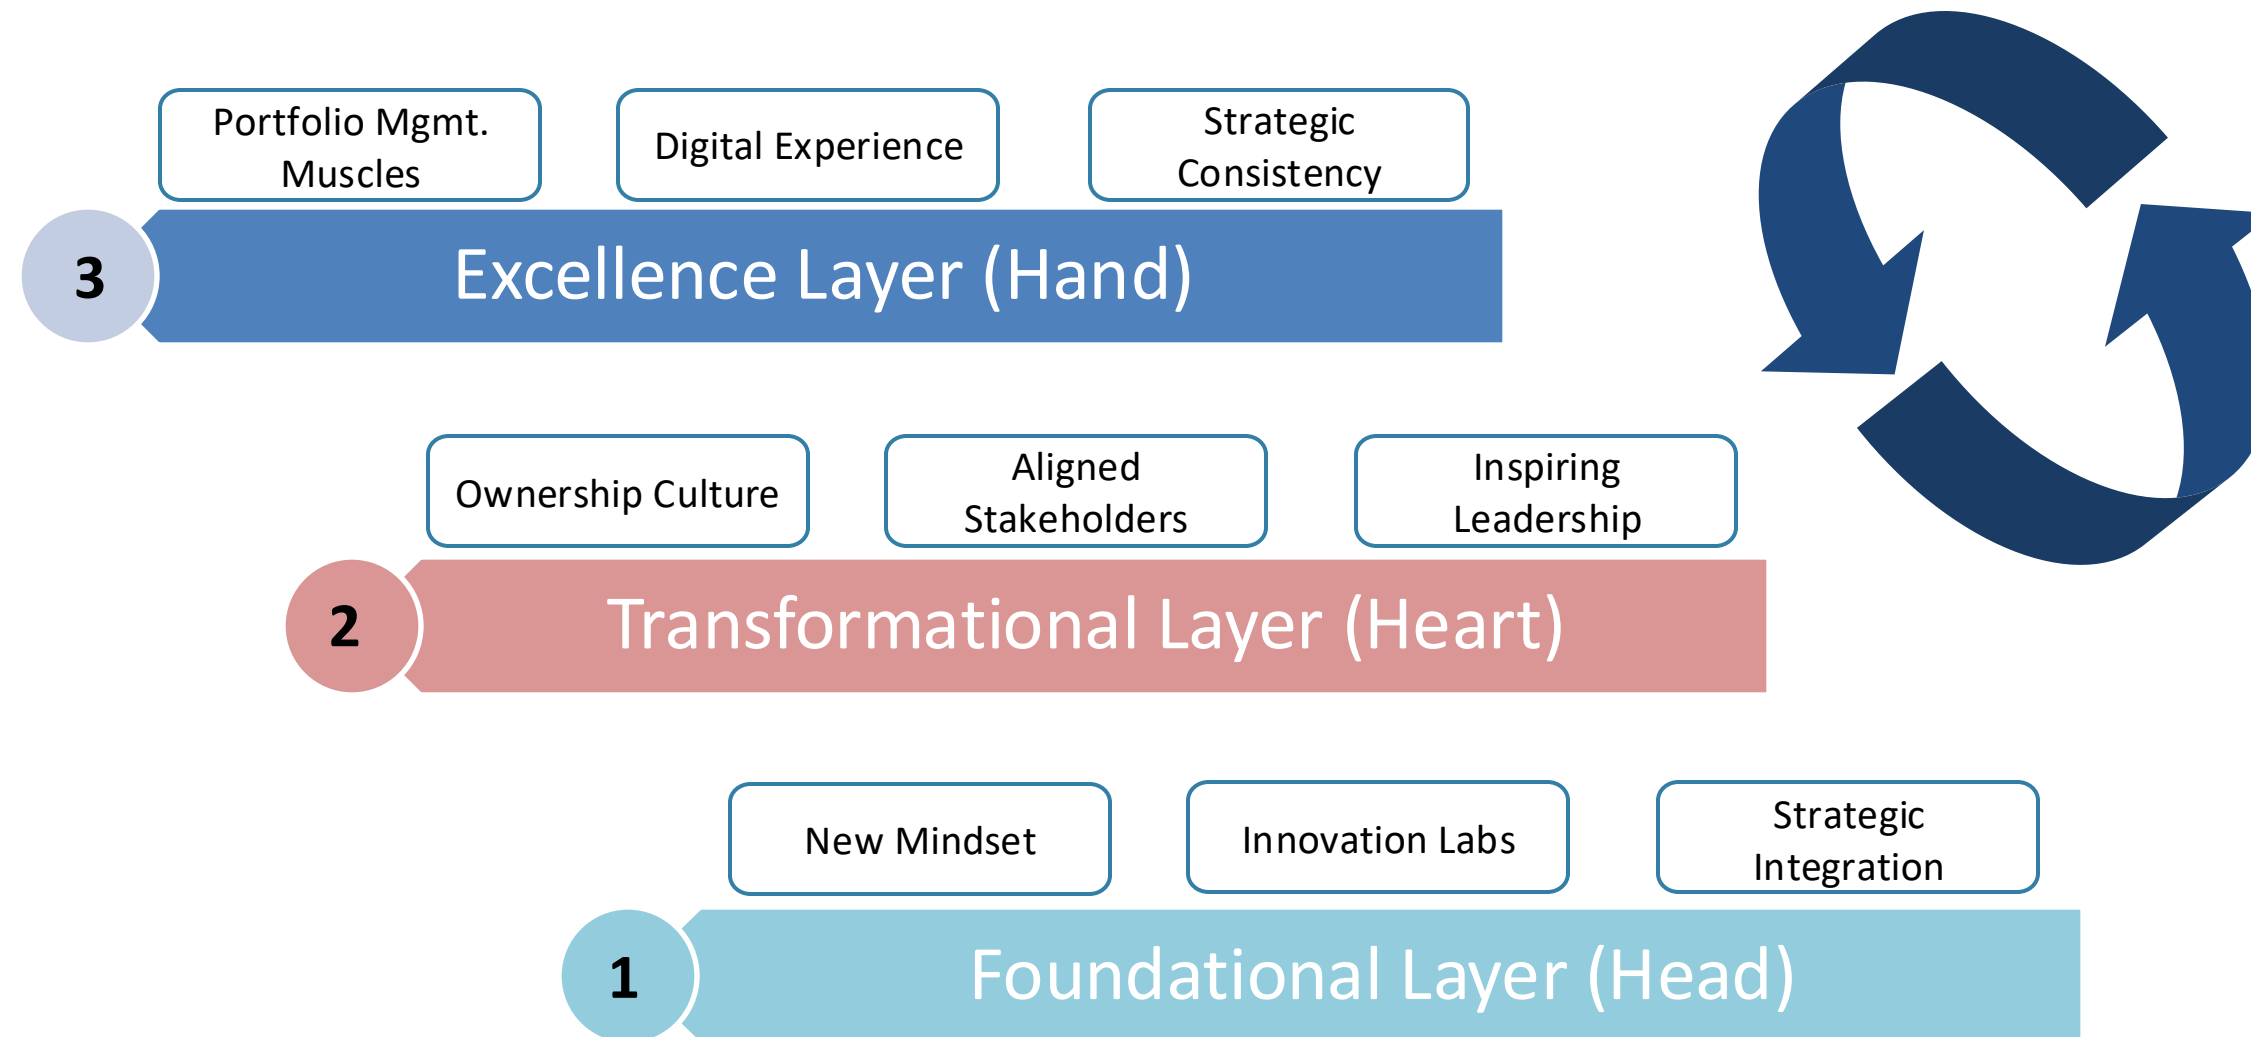 Portfolio Mgmt.
Muscles
Digital Experience
Strategic
Consistency
3
Excellence Layer (Hand)
Ownership Culture
Aligned
Stakeholders
Inspiring
Leadership
2
Transformational Layer (Heart)
New Mindset
Innovation Labs
Strategic
Integration
1
Foundational Layer (Head)